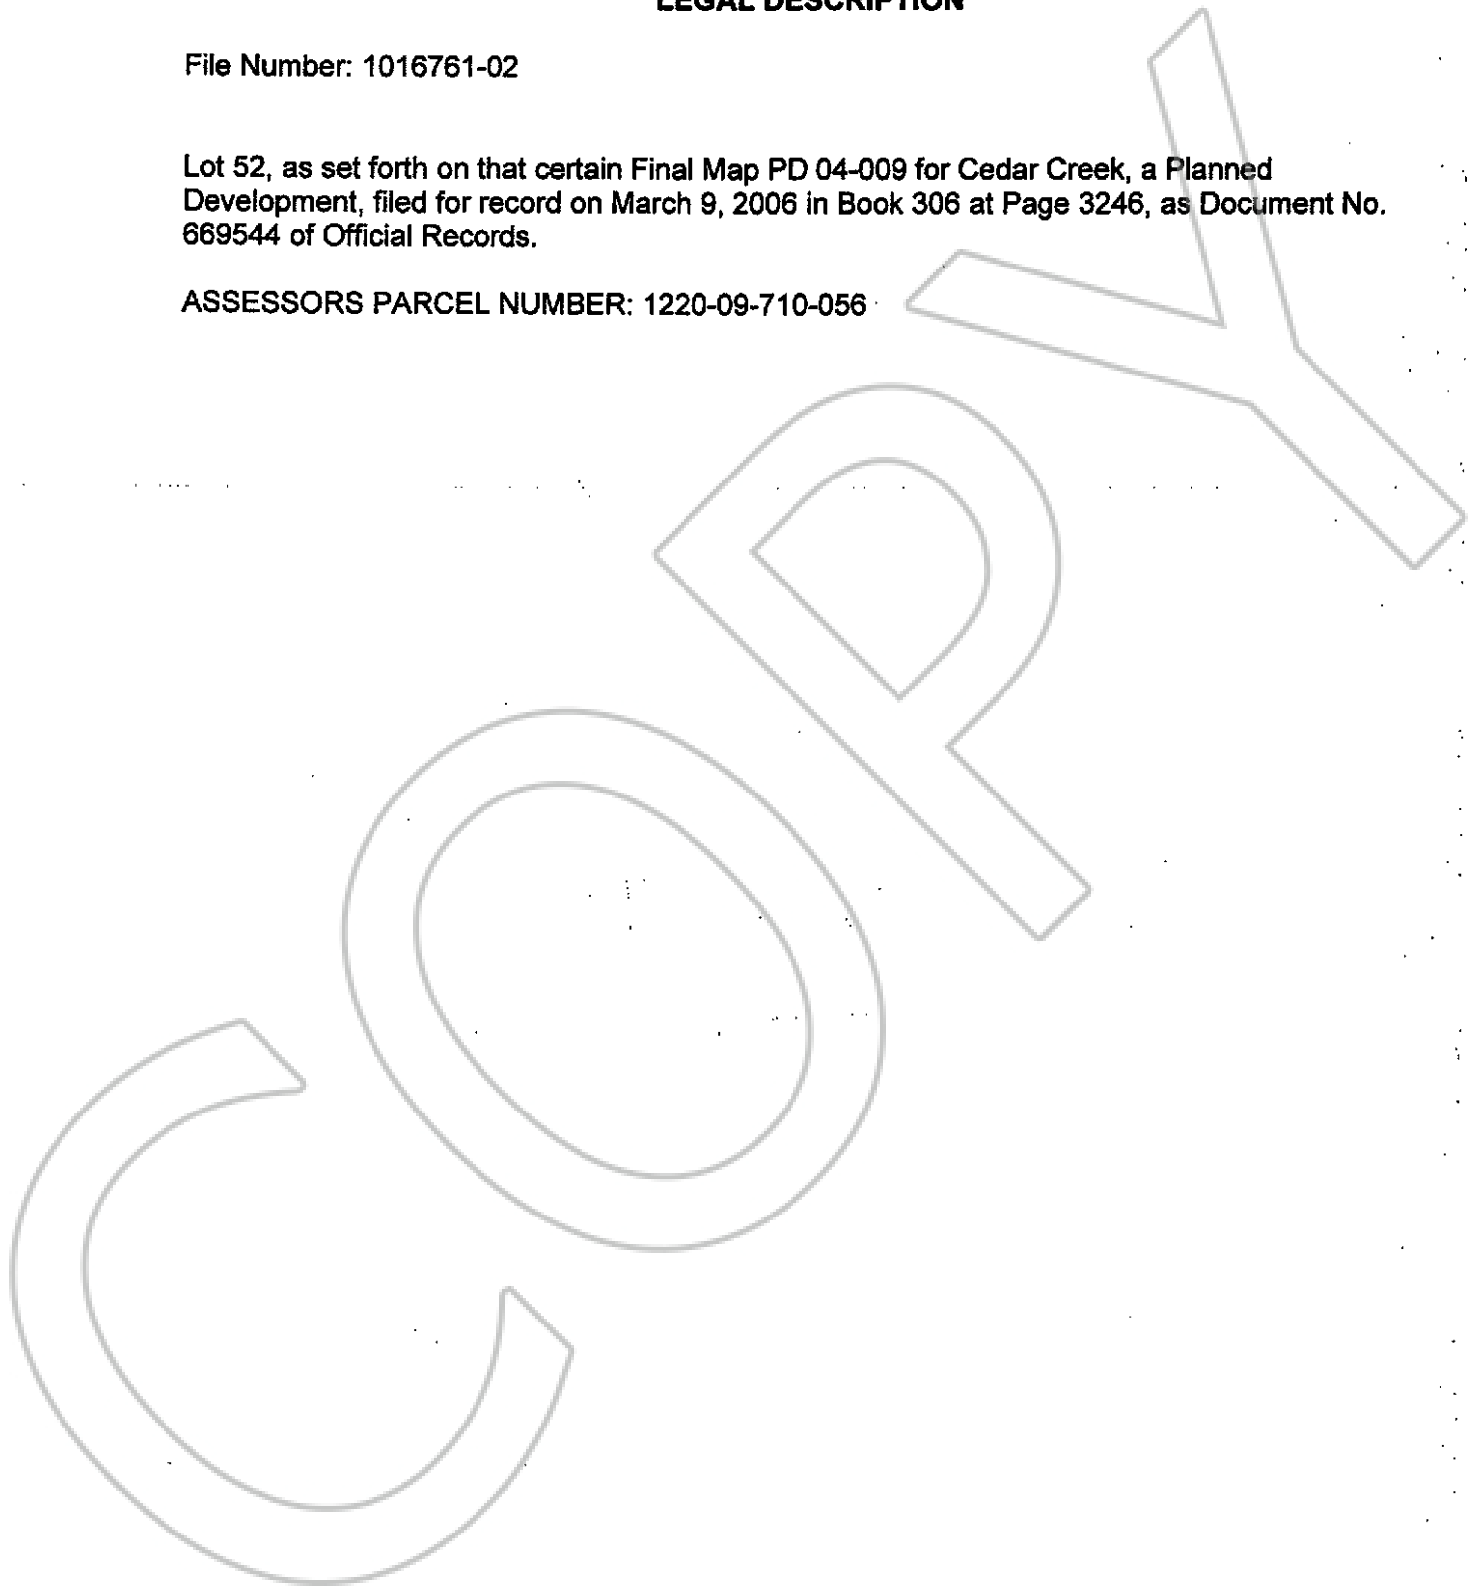 LEGAL DESCRIPTION
File Number: 1016761-02
Lot 52, as set forth on that certain Final Map PD 04-009 for Cedar Creek, a Planned
Development, filed for record on March 9, 2006 in Book 306 at Page 3246, as Document No.
669544 of Official Records.
ASSESSORS PARCEL NUMBER: 1220-09-710-056
COPY